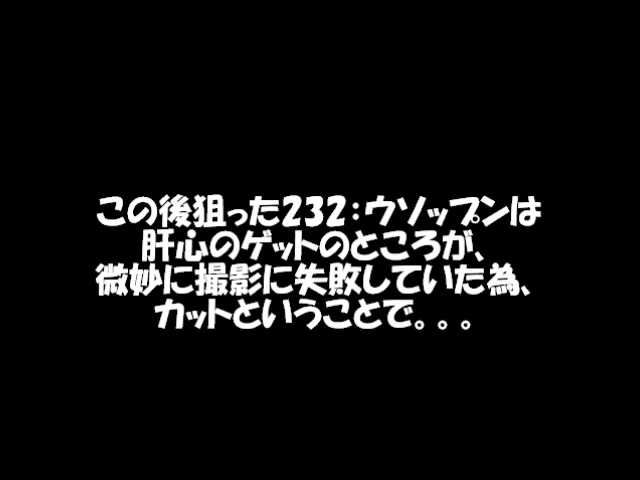 この後狙った232:ウソップンは
肝心のゲットのところが、
微妙に撮影に失敗していた為、
カットということで。。。